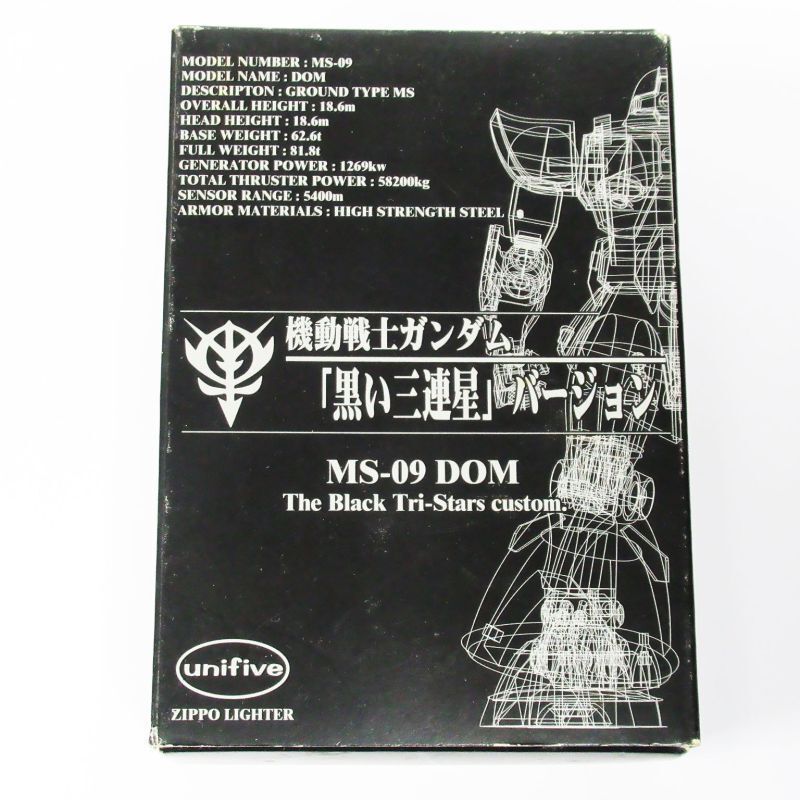 MODEL NUMBER : MS-09
MODEL NAME : DOM
DESCRIPTON : GROUND TYPE MS
OVERALL HEIGHT : 18.6m
HEAD HEIGHT : 18.6m
BASE WEIGHT : 62.6t
FULL WEIGHT : 81.8t
GENERATOR POWER : 1269kw
TOTAL THRUSTER POWER : 58200kg
SENSOR RANGE : 5400m
ARMOR MATERIALS : HIGH STRENGTH STEEL
機動戦士ガンダム
「黒い三連星」バージョン
MS-09 DOM
The Black Tri-Stars custom.
unifive
ZIPPO LIGHTER